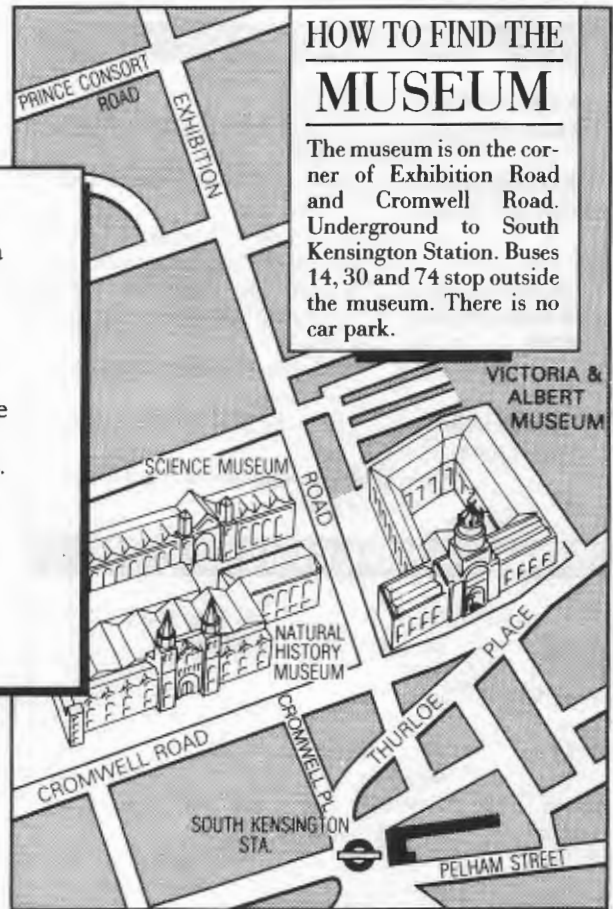 HOW TO FIND THE
MUSEUM
The museum is on the cor-
ner of Exhibition Road
and Cromwell Road.
Underground to South
Kensington Station. Buses
14, 30 and 74 stop outside
the museum. There is no
car park.
PRINCE CONSORT
ROAD
EXHIBITION
VICTORIA &
ALBERT
MUSEUM
SCIENCE MUSEUM
ROAD
NATURAL
HISTORY
MUSEUM
PLACE
THURLOE
CROMWELL PL.
CROMWELL ROAD
SOUTH KENSINGTON
STA.
PELHAM STREET